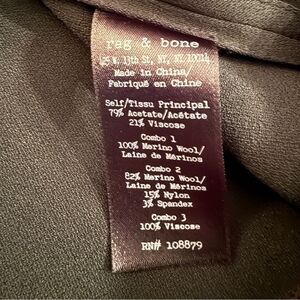 rag & bone
425 W. 13th St, NY, NY 10014
Made in China/
Fabriqué en Chine
Self/Tissu Principal
79% Acetate/Acétate
21% Viscose
Combo 1
100% Merino Wool/
Laine de Mérinos
Combo 2
82% Merino Wool/
Laine de Mérinos
15% Nylon
3% Spandex
Combo 3
100% Viscose
RN# 108879